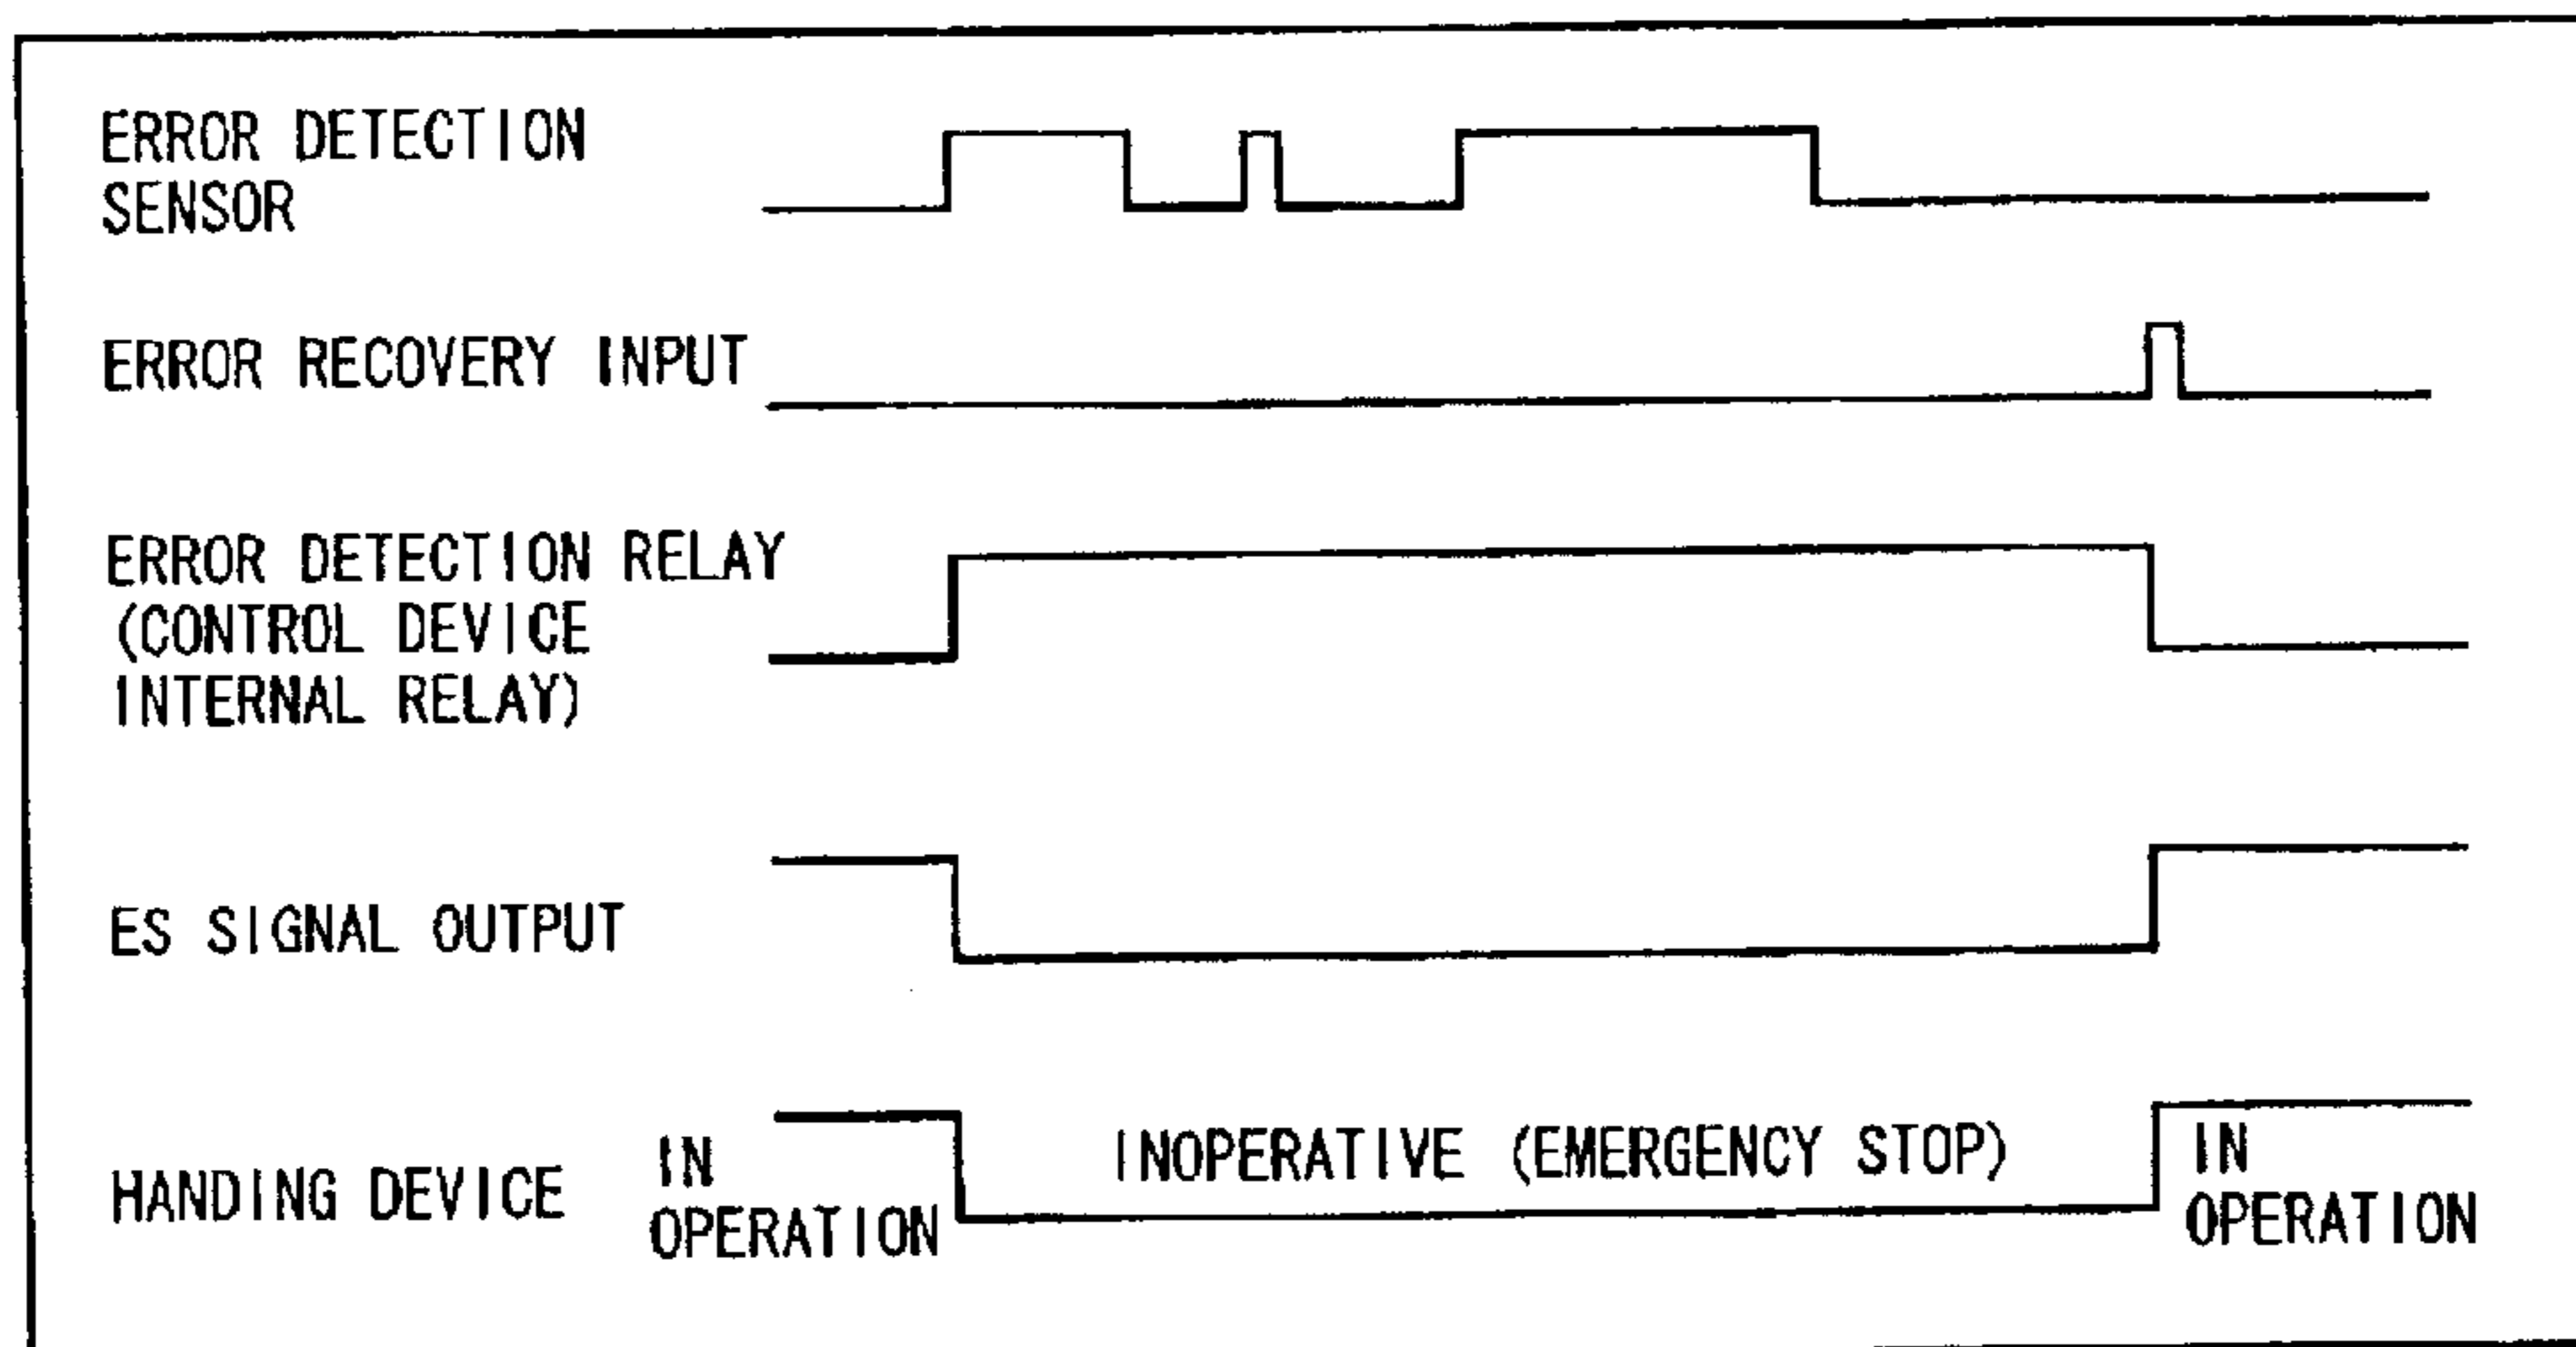 ERROR DETECTION
SENSOR
ERROR RECOVERY INPUT
ERROR DETECTION RELAY
(CONTROL DEVICE
INTERNAL RELAY)
ES SIGNAL OUTPUT
HANDING DEVICE
IN
OPERATION
INOPERATIVE (EMERGENCY STOP)
IN
OPERATION